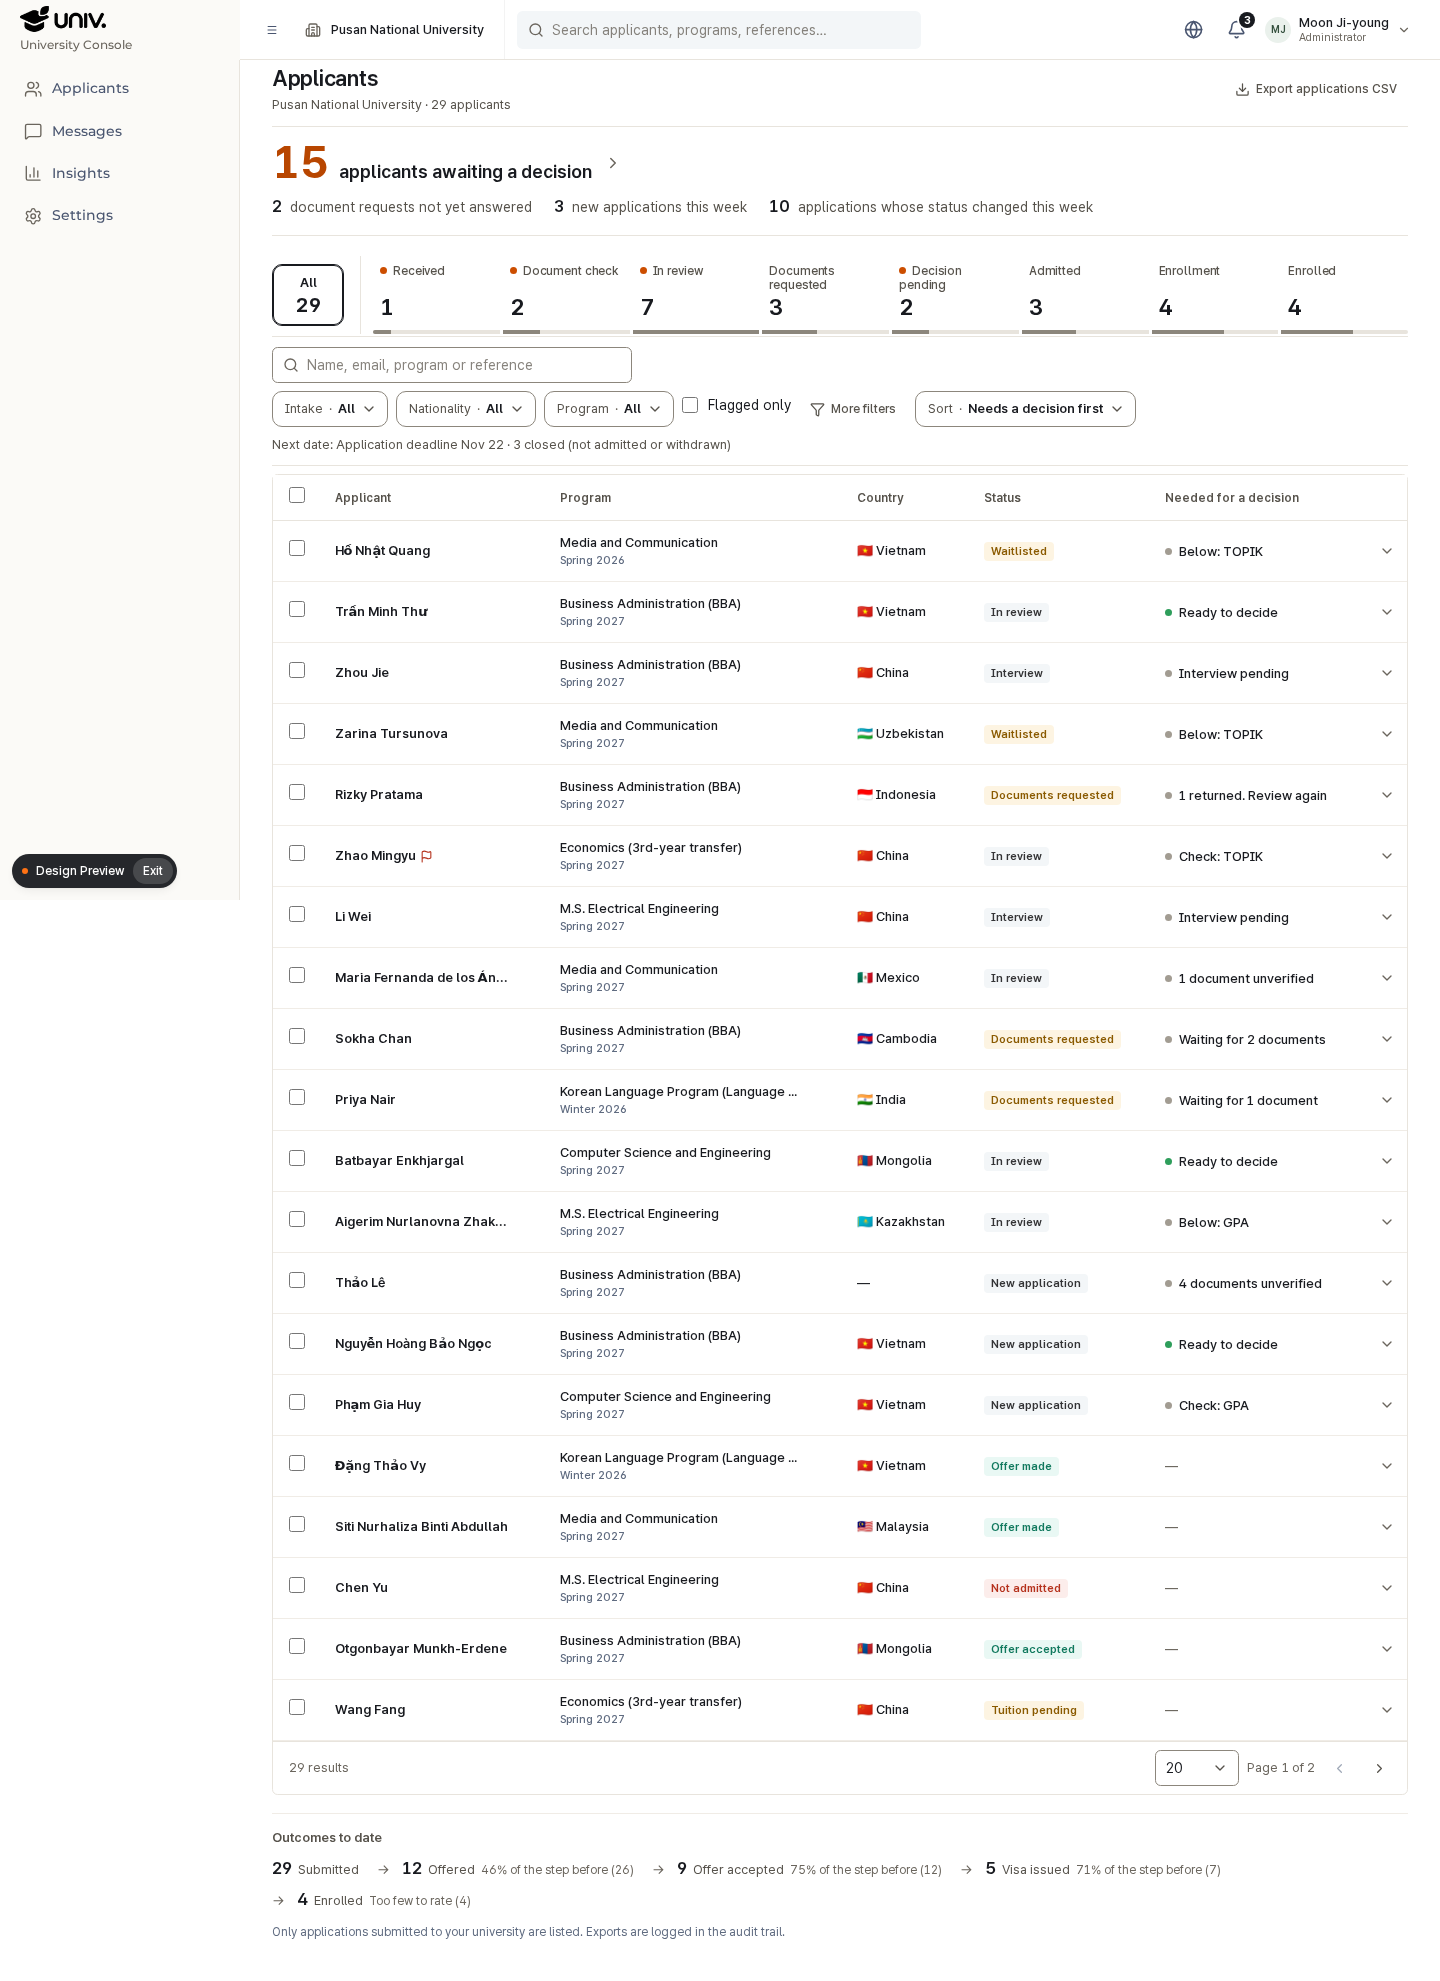 UNIV.
University Console
Applicants
Messages
Insights
Settings
Design Preview Exit
Pusan National University
Search applicants, programs, references...
3
MJ
Moon Ji-young
Administrator
Applicants
Pusan National University · 29 applicants
Export applications CSV
15 applicants awaiting a decision
2 document requests not yet answered 3 new applications this week 10 applications whose status changed this week
All 29
Received 1
Document check 2
In review 7
Documents requested 3
Decision pending 2
Admitted 3
Enrollment 4
Enrolled 4
Name, email, program or reference
Intake · All Nationality · All Program · All Flagged only More filters Sort · Needs a decision first
Next date: Application deadline Nov 22 · 3 closed (not admitted or withdrawn)
Applicant Program Country Status Needed for a decision
Hồ Nhật Quang Media and Communication Vietnam Waitlisted Below: TOPIK
Spring 2026
Trần Minh Thư Business Administration (BBA) Vietnam In review Ready to decide
Spring 2027
Zhou Jie Business Administration (BBA) China Interview Interview pending
Spring 2027
Zarina Tursunova Media and Communication Uzbekistan Waitlisted Below: TOPIK
Spring 2027
Rizky Pratama Business Administration (BBA) Indonesia Documents requested 1 returned. Review again
Spring 2027
Zhao Mingyu Economics (3rd-year transfer) China In review Check: TOPIK
Spring 2027
Li Wei M.S. Electrical Engineering China Interview Interview pending
Spring 2027
Maria Fernanda de los Án... Media and Communication Mexico In review 1 document unverified
Spring 2027
Sokha Chan Business Administration (BBA) Cambodia Documents requested Waiting for 2 documents
Spring 2027
Priya Nair Korean Language Program (Language ... India Documents requested Waiting for 1 document
Winter 2026
Batbayar Enkhjargal Computer Science and Engineering Mongolia In review Ready to decide
Spring 2027
Aigerim Nurlanovna Zhak... M.S. Electrical Engineering Kazakhstan In review Below: GPA
Spring 2027
Thảo Lê Business Administration (BBA) — New application 4 documents unverified
Spring 2027
Nguyễn Hoàng Bảo Ngọc Business Administration (BBA) Vietnam New application Ready to decide
Spring 2027
Phạm Gia Huy Computer Science and Engineering Vietnam New application Check: GPA
Spring 2027
Đặng Thảo Vy Korean Language Program (Language ... Vietnam Offer made —
Winter 2026
Siti Nurhaliza Binti Abdullah Media and Communication Malaysia Offer made —
Spring 2027
Chen Yu M.S. Electrical Engineering China Not admitted —
Spring 2027
Otgonbayar Munkh-Erdene Business Administration (BBA) Mongolia Offer accepted —
Spring 2027
Wang Fang Economics (3rd-year transfer) China Tuition pending —
Spring 2027
29 results 20 Page 1 of 2
Outcomes to date
29 Submitted → 12 Offered 46% of the step before (26) → 9 Offer accepted 75% of the step before (12) → 5 Visa issued 71% of the step before (7)
→ 4 Enrolled Too few to rate (4)
Only applications submitted to your university are listed. Exports are logged in the audit trail.